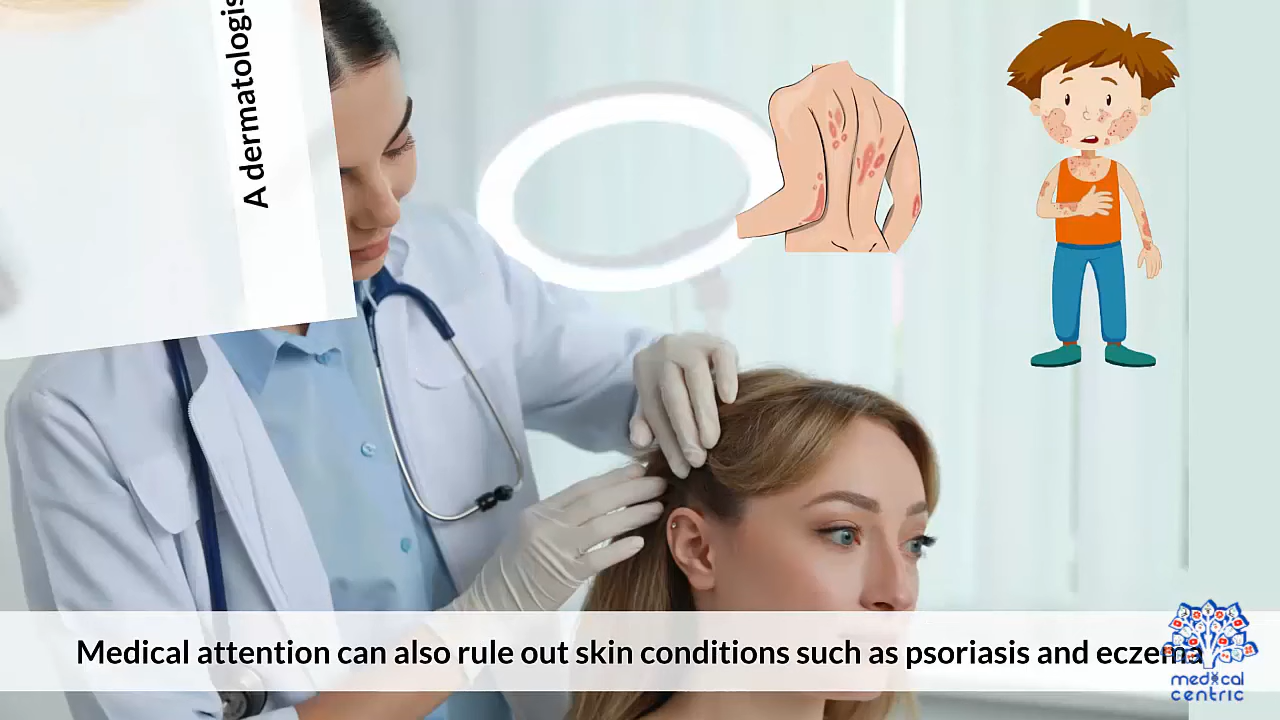 A dermatologis
Medical attention can also rule out skin conditions such as psoriasis and eczema
medical
centric